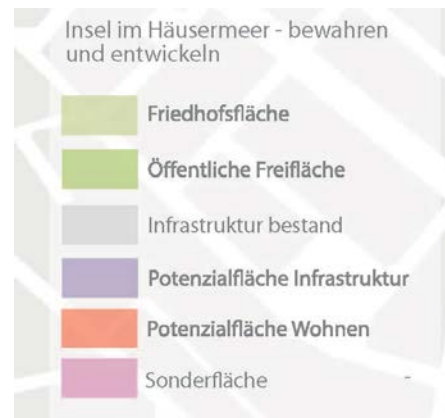 Insel im Häusermeer - bewahren
und entwickeln
Friedhofsfläche
Öffentliche Freifläche
Infrastruktur bestand
Potenzialfläche Infrastruktur
Potenzialfläche Wohnen
Sonderfläche -